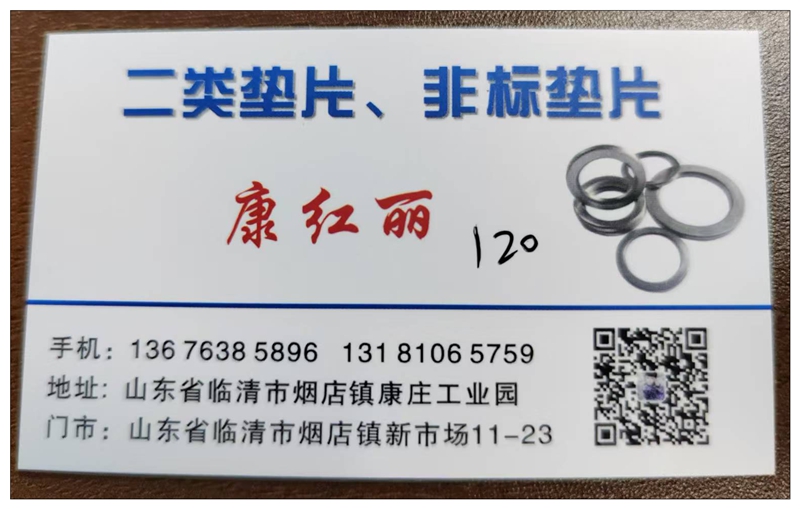 二类垫片、非标垫片
康红丽
120
手机：136 7638 5896 131 8106 5759
地址：山东省临清市烟店镇康庄工业园
门市：山东省临清市烟店镇新市场11-23